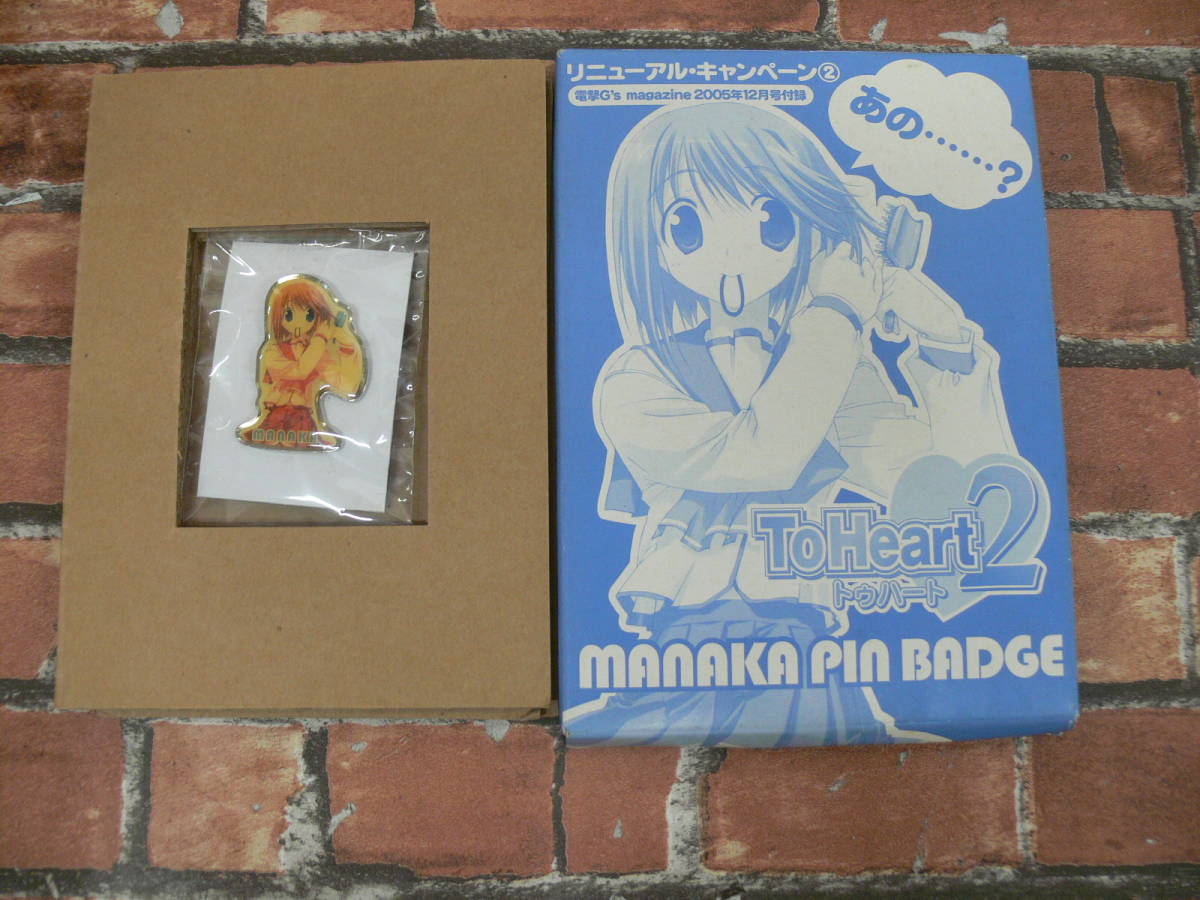 MANAKA
リニューアル・キャンペーン②
電撃G's magazine 2005年12月号付録
あの……?
ToHeart2
トゥハート
MANAKA PIN BADGE